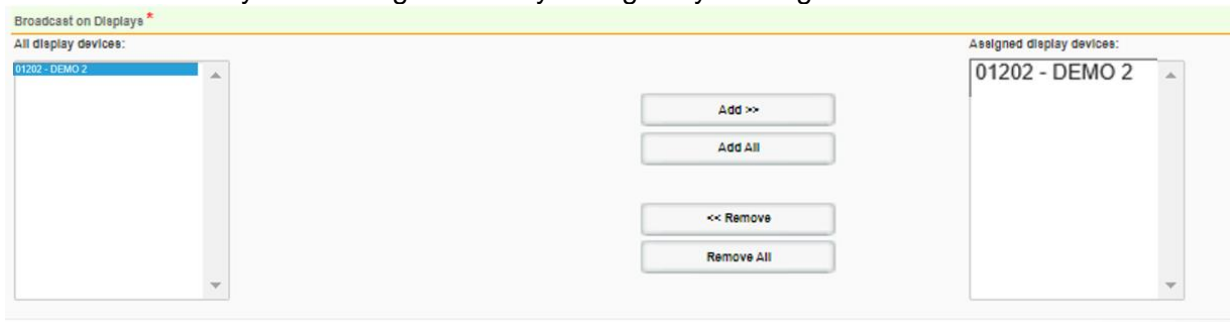 Broadcast on Displays *
All display devices:
01202 - DEMO 2
Add >>
Add All
<< Remove
Remove All
Assigned display devices:
01202 - DEMO 2